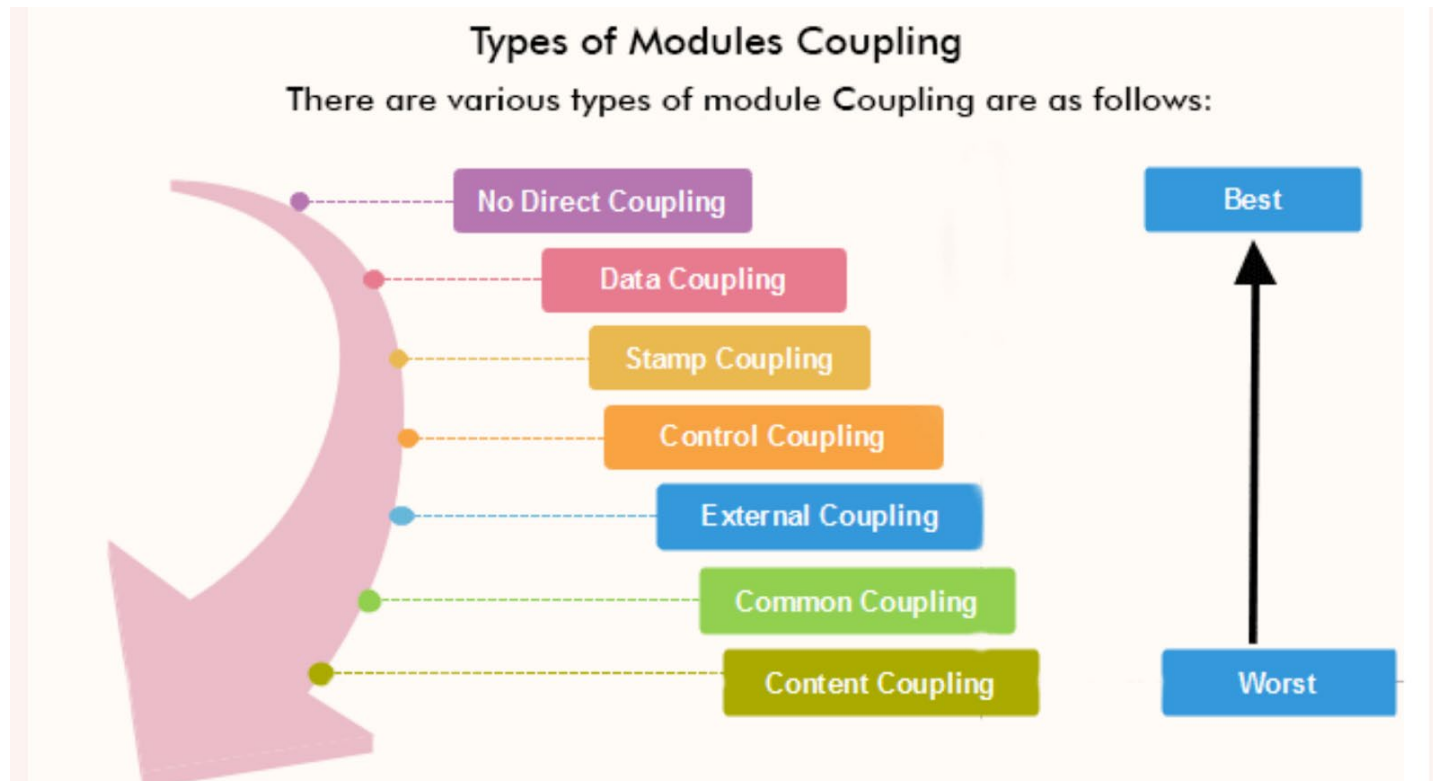 Types of Modules Coupling
There are various types of module Coupling are as follows:
No Direct Coupling
Best
Data Coupling
Stamp Coupling
Control Coupling
External Coupling
Common Coupling
Content Coupling
Worst